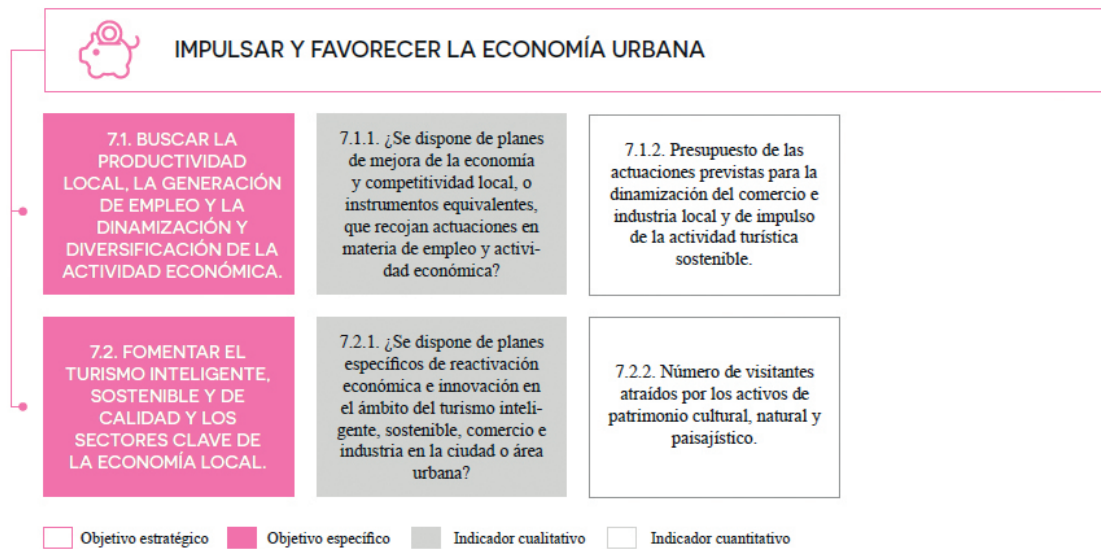 IMPULSAR Y FAVORECER LA ECONOMÍA URBANA
7.1. BUSCAR LA
PRODUCTIVIDAD
LOCAL, LA GENERACIÓN
DE EMPLEO Y LA
DINAMIZACIÓN Y
DIVERSIFICACIÓN DE LA
ACTIVIDAD ECONÓMICA.
7.1.1. ¿Se dispone de planes
de mejora de la economía
y competitividad local, o
instrumentos equivalentes,
que recojan actuaciones en
materia de empleo y activi-
dad económica?
7.1.2. Presupuesto de las
actuaciones previstas para la
dinamización del comercio e
industria local y de impulso
de la actividad turística
sostenible.
7.2. FOMENTAR EL
TURISMO INTELIGENTE,
SOSTENIBLE Y DE
CALIDAD Y LOS
SECTORES CLAVE DE
LA ECONOMÍA LOCAL.
7.2.1. ¿Se dispone de planes
específicos de reactivación
económica e innovación en
el ámbito del turismo inteli-
gente, sostenible, comercio e
industria en la ciudad o área
urbana?
7.2.2. Número de visitantes
atraídos por los activos de
patrimonio cultural, natural y
paisajístico.
Objetivo estratégico
Objetivo específico
Indicador cualitativo
Indicador cuantitativo